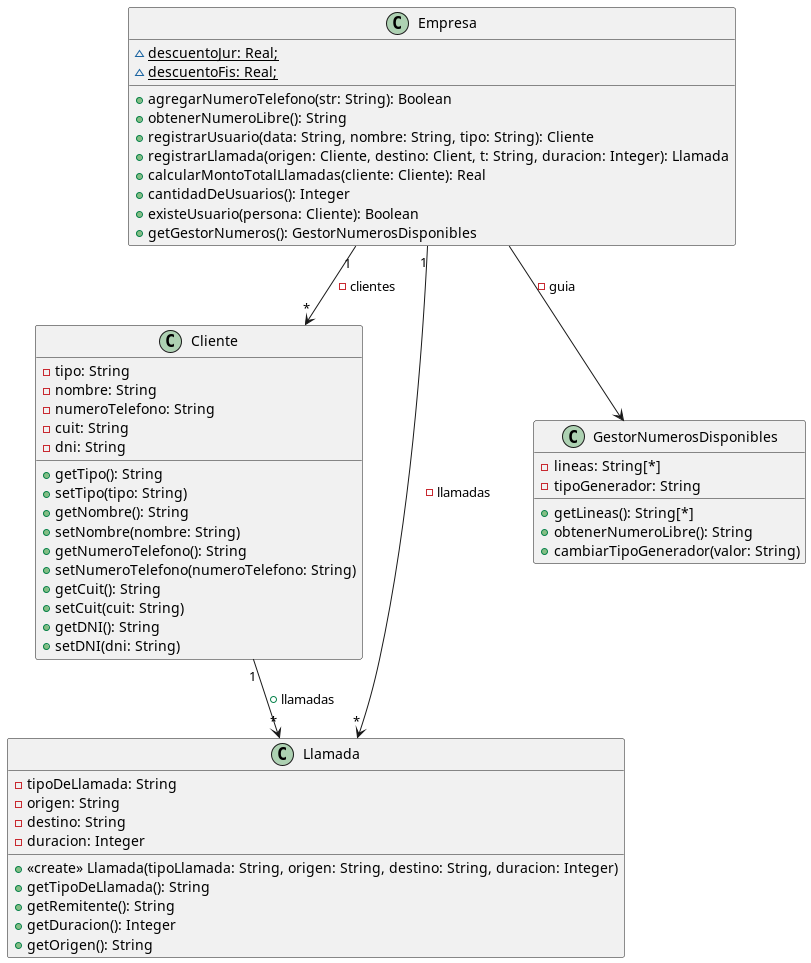 Empresa
~ descuentoJur: Real;
~ descuentoFis: Real;
agregarNumeroTelefono(str: String): Boolean
obtenerNumeroLibre(): String
registrarUsuario(data: String, nombre: String, tipo: String): Cliente
registrarLlamada(origen: Cliente, destino: Client, t: String, duracion: Integer): Llamada
calcularMontoTotalLlamadas(cliente: Cliente): Real
cantidadDeUsuarios(): Integer
existeUsuario(persona: Cliente): Boolean
getGestorNumeros(): GestorNumerosDisponibles
1
1
clientes
guia
*
C Cliente
tipo: String
nombre: String
numeroTelefono: String
cuit: String
dni: String
getTipo(): String
setTipo(tipo: String)
getNombre(): String
setNombre(nombre: String)
getNumeroTelefono(): String
setNumeroTelefono(numeroTelefono: String)
getCuit(): String
setCuit(cuit: String)
getDNI(): String
setDNI(dni: String)
llamadas
C GestorNumerosDisponibles
lineas: String[*]
tipoGenerador: String
getLineas(): String[*]
obtenerNumeroLibre(): String
cambiarTipoGenerador(valor: String)
1
llamadas
*
*
C Llamada
tipoDeLlamada: String
origen: String
destino: String
duracion: Integer
«create» Llamada(tipoLlamada: String, origen: String, destino: String, duracion: Integer)
getTipoDeLlamada(): String
getRemitente(): String
getDuracion(): Integer
getOrigen(): String